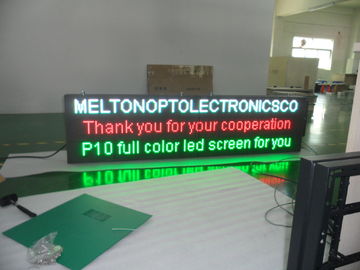 MELTONOPTOLECTRONICSCO
Thank you for your cooperation
P10 full color led screen for you